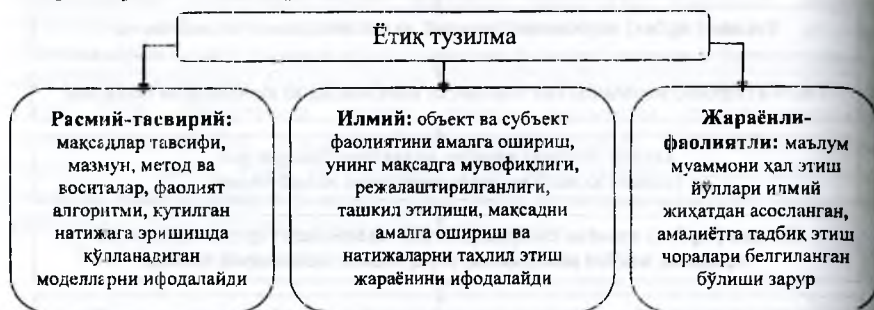 Ётиқ тузилма
Расмий-тасвирий:
мақсадлар тавсифи,
мазмун, метод ва
воситалар, фаолият
алгоритми, кутилган
натижага эришишда
қўлланадиган
моделларни ифодалайди
Илмий: объект ва субъект
фаолиятини амалга ошириш,
унинг мақсадга мувофиқлиги,
режалаштирилганлиги,
ташкил этилиши, мақсадни
амалга ошириш ва
натижаларни таҳлил этиш
жараёнини ифодалайди
Жараёнли-
фаолиятли: маълум
муаммони ҳал этиш
йўллари илмий
жиҳатдан асосланган,
амалиётга тадбиқ этиш
чоралари белгиланган
бўлиши зарур